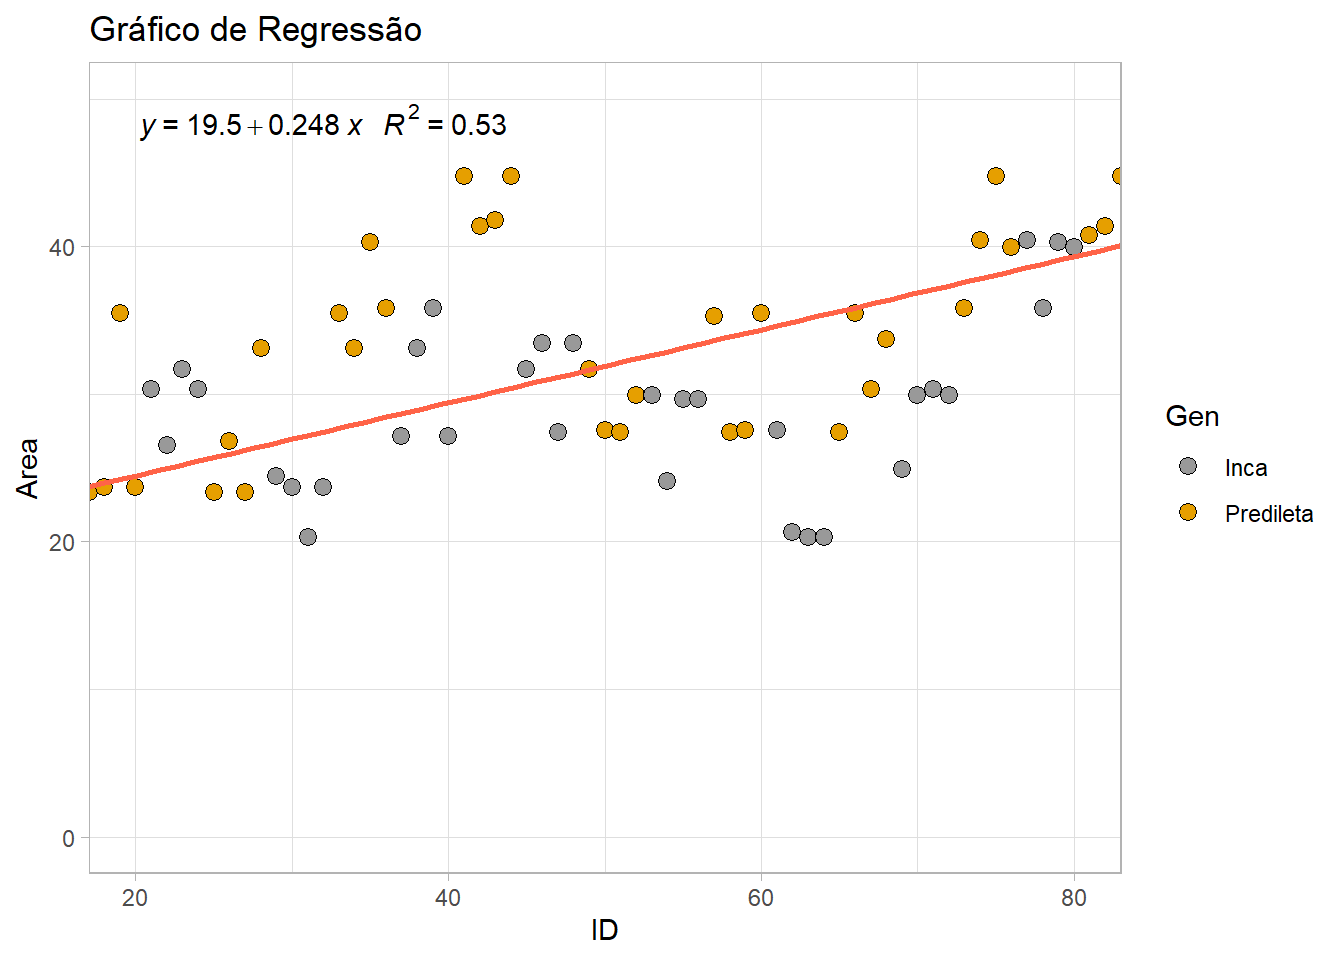 Gráfico de Regressão
y = 19.5 + 0.248 x R² = 0.53
40
20
0
Area
20 40 60 80
ID
Gen
Inca
Predileta